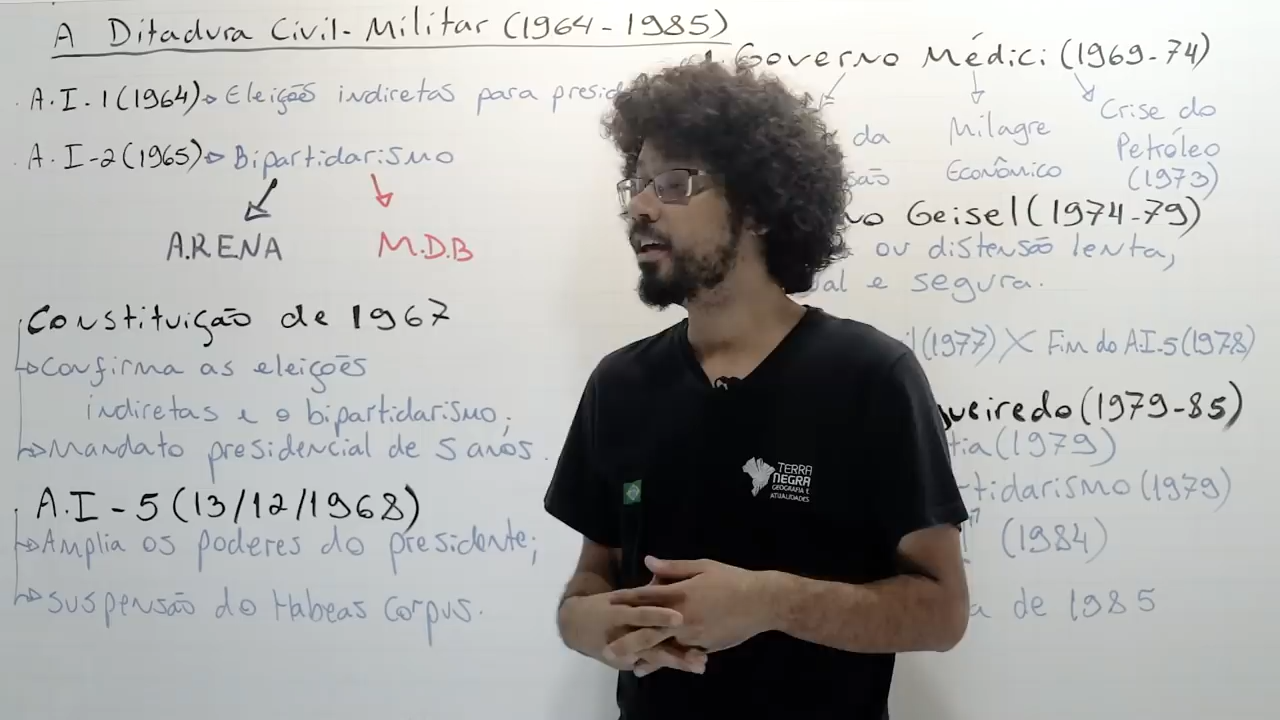 A Ditadura Civil-Militar (1964-1985)
A.I-1 (1964) → Eleições indiretas para
A.I-2 (1965) → Bipartidarismo
A.RENA M.D.B
Constituição de 1967
↳ Confirma as eleições
indiretas e o bipartidarismo;
↳ Mandato presidencial de 5 anos.
A.I-5 (13/12/1968)
↳ Amplia os poderes do presidente;
↳ suspensão do Habeas Corpus.
Governo Médici (1969-74)
da
Milagre
Econômico
Crise do
Petróleo
(1973)
Geisel (1974-79)
ou distensão lenta,
e segura.
(1977) X Fim do A.I-5 (1978)
(1979-85)
(1979)
(1979)
(1984)
de 1985
TERRA
NEGRA
GEOGRAFIA E
ATUALIDADES